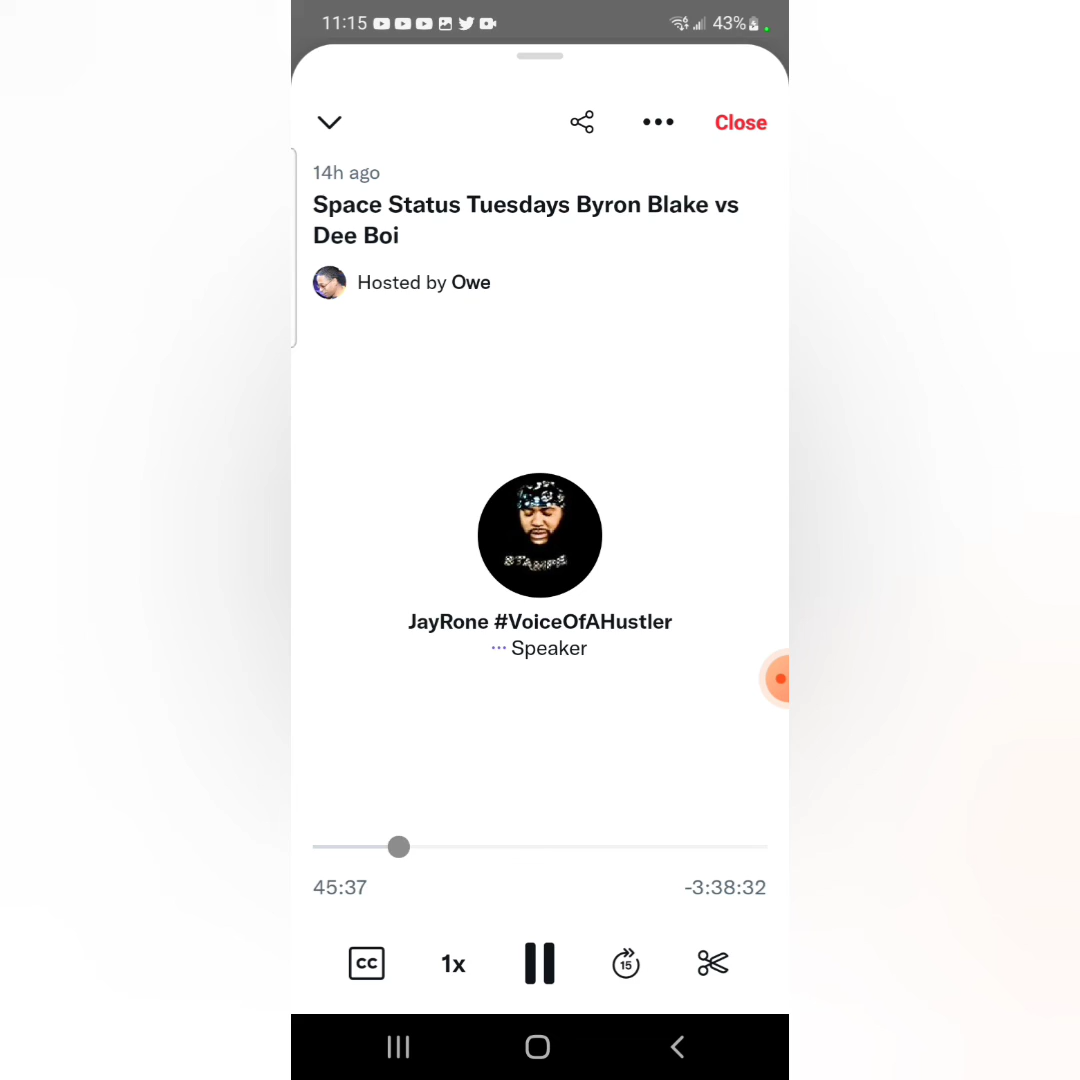 11:15 43%
Close
14h ago
Space Status Tuesdays Byron Blake vs
Dee Boi
Hosted by Owe
STAMPE
JayRone #VoiceOfAHustler
Speaker
45:37 -3:38:32
CC 1x 15